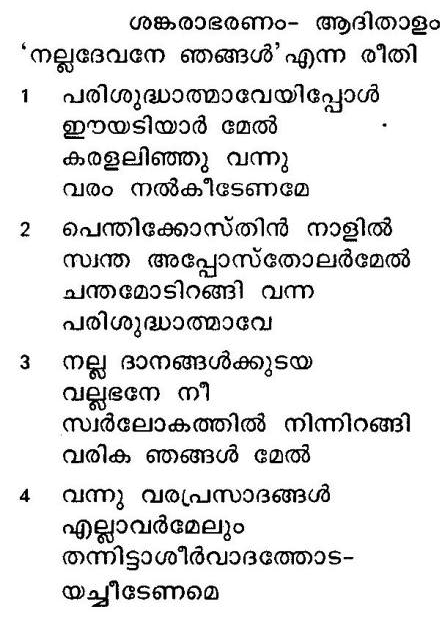 ശങ്കരാഭരണം- ആദിതാളം
‘നല്ലദേവനേ ഞങ്ങൾ’ എന്ന രീതി
1 പരിശുദ്ധാത്മാവേയിപ്പോൾ
ഈയടിയാർ മേൽ
കരളലിഞ്ഞു വന്നു
വരം നൽകീടേണമേ
2 പെന്തിക്കോസ്തിൻ നാളിൽ
സ്വന്ത അപ്പോസ്തോലർമേൽ
ചന്തമോടിറങ്ങി വന്ന
പരിശുദ്ധാത്മാവേ
3 നല്ല ദാനങ്ങൾക്കുടയ
വല്ലഭനേ നീ
സ്വർലോകത്തിൽ നിന്നിറങ്ങി
വരിക ഞങ്ങൾ മേൽ
4 വന്നു വരപ്രസാദങ്ങൾ
എല്ലാവർമേലും
തന്നിട്ടാശീർവാദത്തോട-
യച്ചീടേണമെ